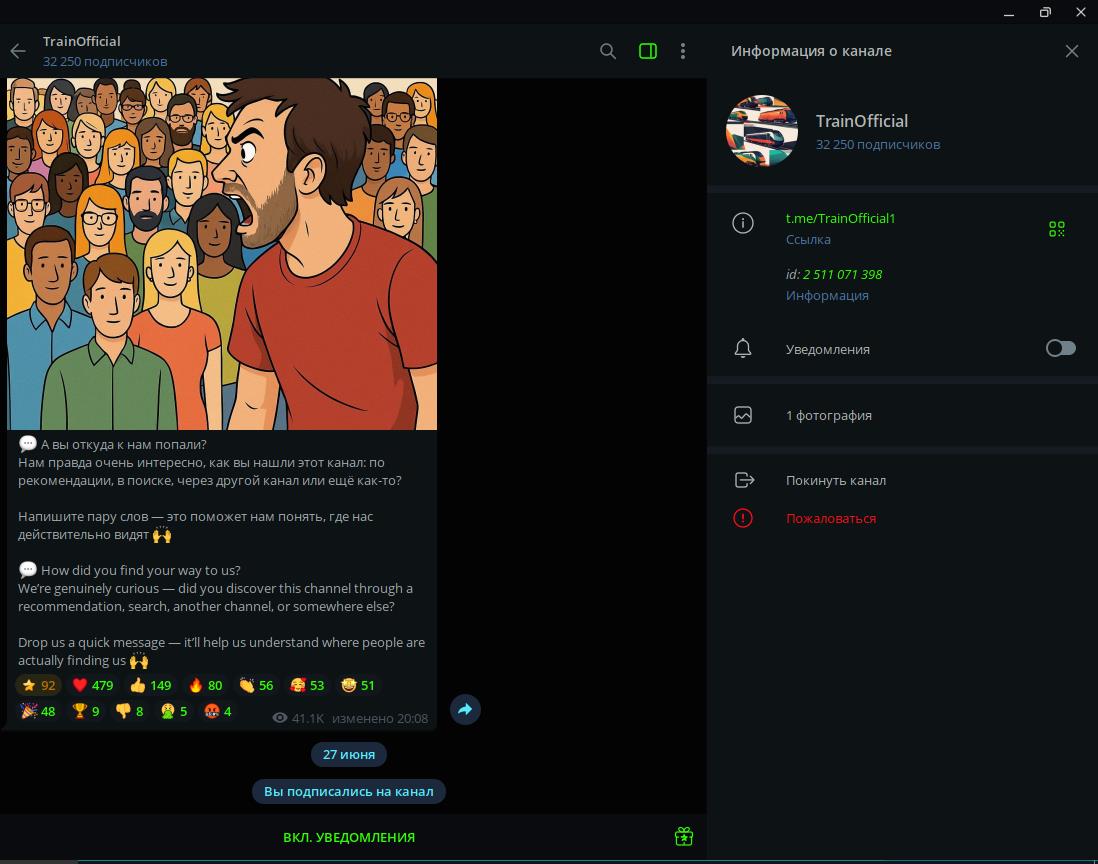 TrainOfficial
32 250 подписчиков
Информация о канале
TrainOfficial
32 250 подписчиков
t.me/TrainOfficial1
Ссылка
id: 2 511 071 398
Информация
Уведомления
1 фотография
Покинуть канал
Пожаловаться
💬 А вы откуда к нам попали?
Нам правда очень интересно, как вы нашли этот канал: по
рекомендации, в поиске, через другой канал или ещё как-то?
Напишите пару слов — это поможет нам понять, где нас
действительно видят 🙌
💬 How did you find your way to us?
We’re genuinely curious — did you discover this channel through a
recommendation, search, another channel, or somewhere else?
Drop us a quick message — it’ll help us understand where people are
actually finding us 🙌
⭐ 92 ❤️ 479 👍 149 🔥 80 👏 56 🥰 53 🤩 51
🎉 48 🏆 9 👎 8 🤮 5 🤬 4 41.1K изменено 20:08
27 июня
Вы подписались на канал
ВКЛ. УВЕДОМЛЕНИЯ